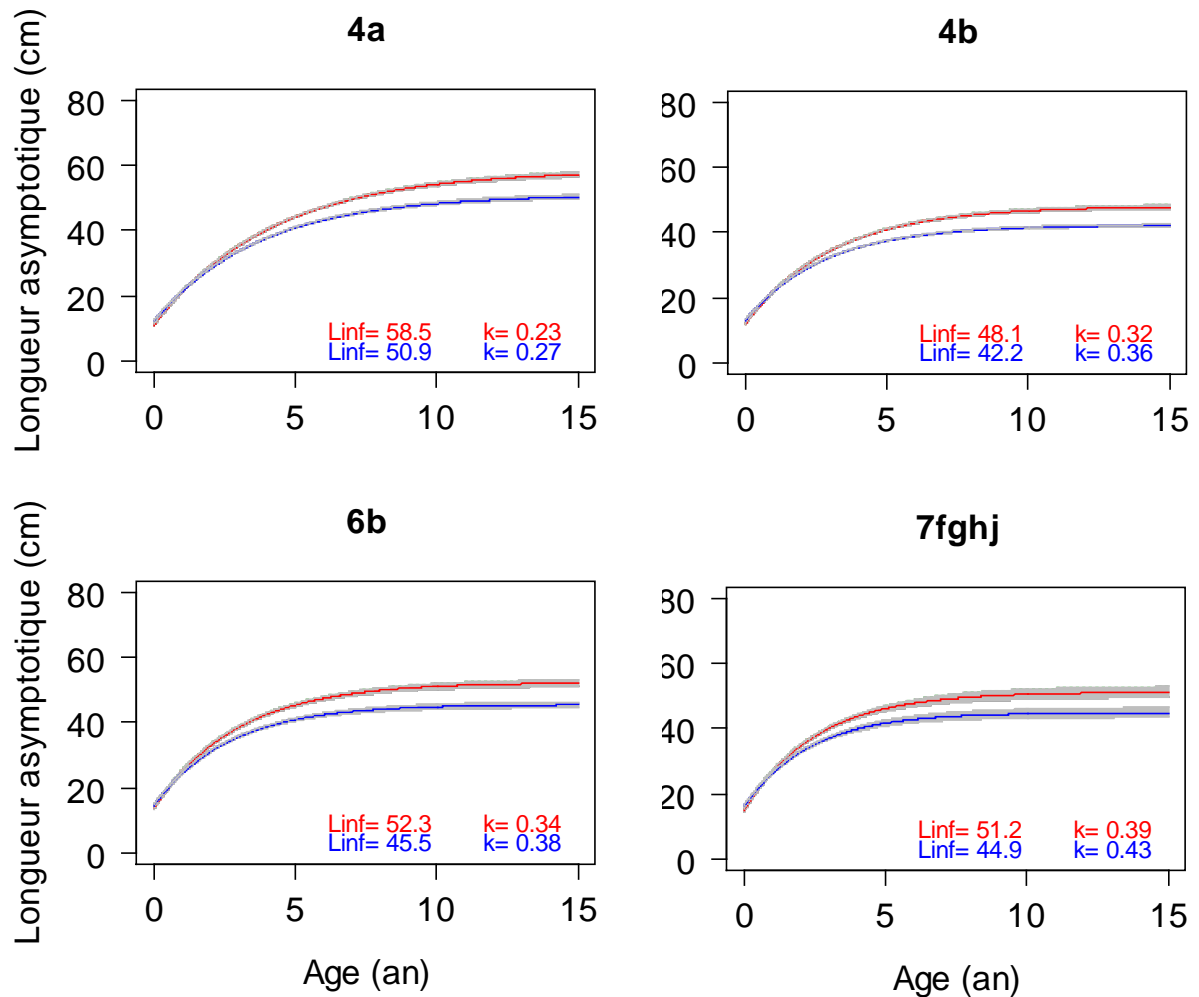 4a
4b
Longueur asymptotique (cm)
80
60
40
20
0
Linf= 58.5 k= 0.23
Linf= 50.9 k= 0.27
0 5 10 15
80
60
40
20
0
Linf= 48.1 k= 0.32
Linf= 42.2 k= 0.36
0 5 10 15
6b
7fghj
Longueur asymptotique (cm)
80
60
40
20
0
Linf= 52.3 k= 0.34
Linf= 45.5 k= 0.38
0 5 10 15
Age (an)
80
60
40
20
0
Linf= 51.2 k= 0.39
Linf= 44.9 k= 0.43
0 5 10 15
Age (an)